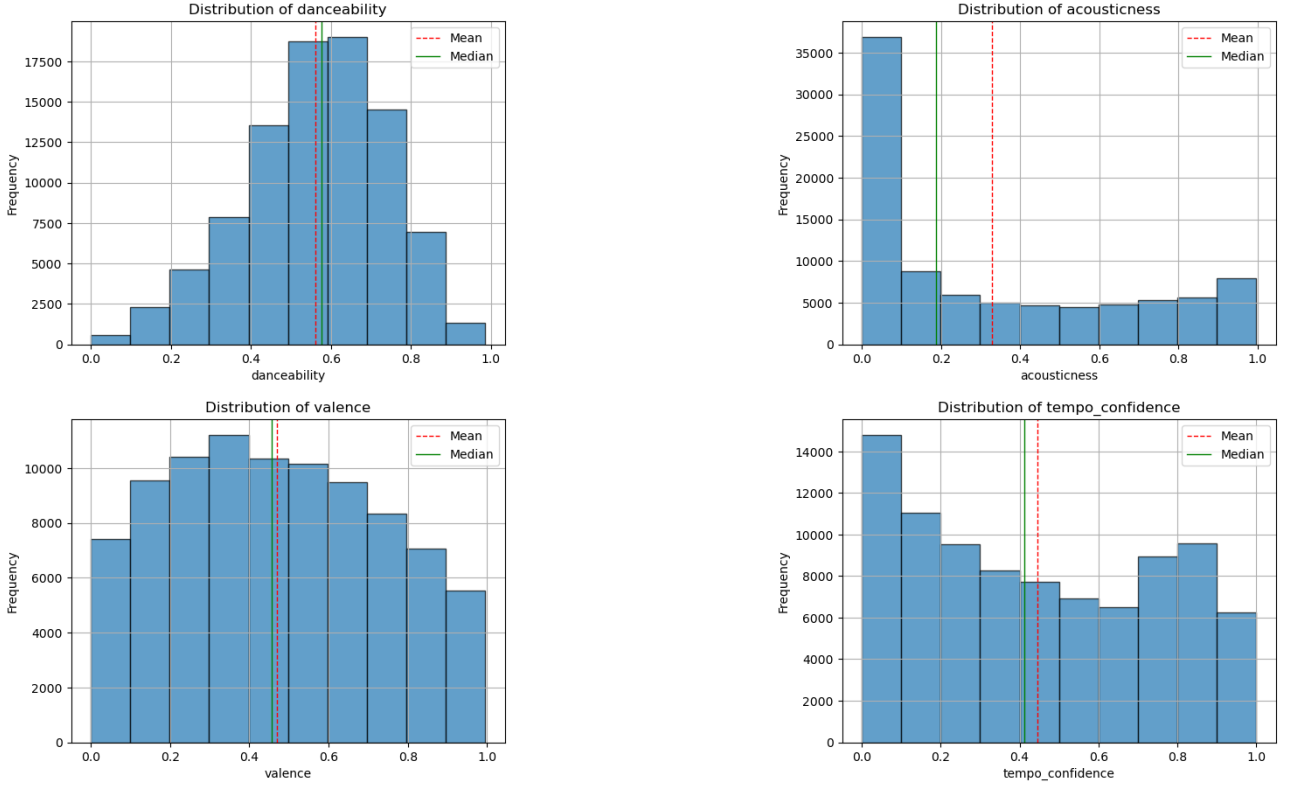 Distribution of danceability
Mean
Median
Frequency
17500
15000
12500
10000
7500
5000
2500
0
0.0 0.2 0.4 0.6 0.8 1.0
danceability
Distribution of acousticness
Mean
Median
Frequency
35000
30000
25000
20000
15000
10000
5000
0
0.0 0.2 0.4 0.6 0.8 1.0
acousticness
Distribution of valence
Mean
Median
Frequency
10000
8000
6000
4000
2000
0
0.0 0.2 0.4 0.6 0.8 1.0
valence
Distribution of tempo_confidence
Mean
Median
Frequency
14000
12000
10000
8000
6000
4000
2000
0
0.0 0.2 0.4 0.6 0.8 1.0
tempo_confidence